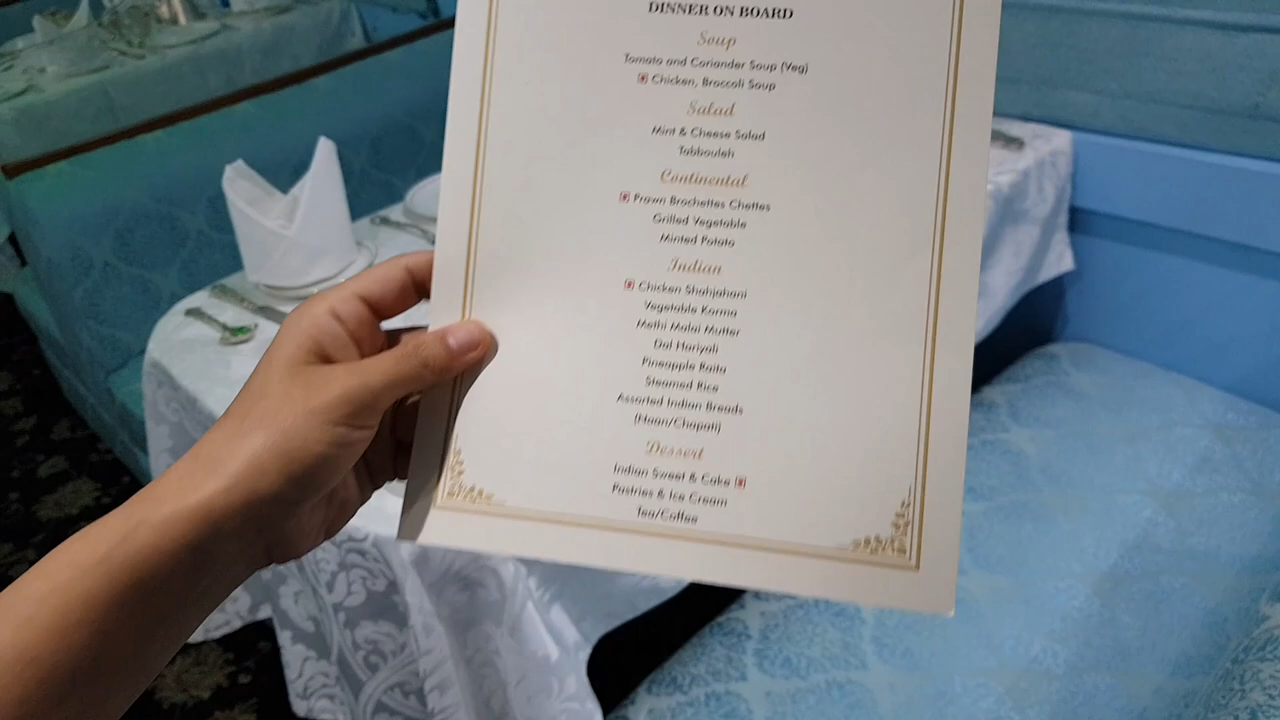 DINNER ON BOARD
Soup
Tomato and Coriander Soup (Veg)
Chicken, Broccoli Soup
Salad
Mint & Cheese Salad
Tabbouleh
Continental
Prawn Brochettes Chettes
Grilled Vegetable
Minted Potato
Indian
Chicken Shahjahani
Vegetable Korma
Methi Malai Mutter
Dal Hariyali
Pineapple Raita
Steamed Rice
Assorted Indian Breads
(Naan/Chapati)
Dessert
Indian Sweet & Cake
Pastries & Ice Cream
Tea/Coffee